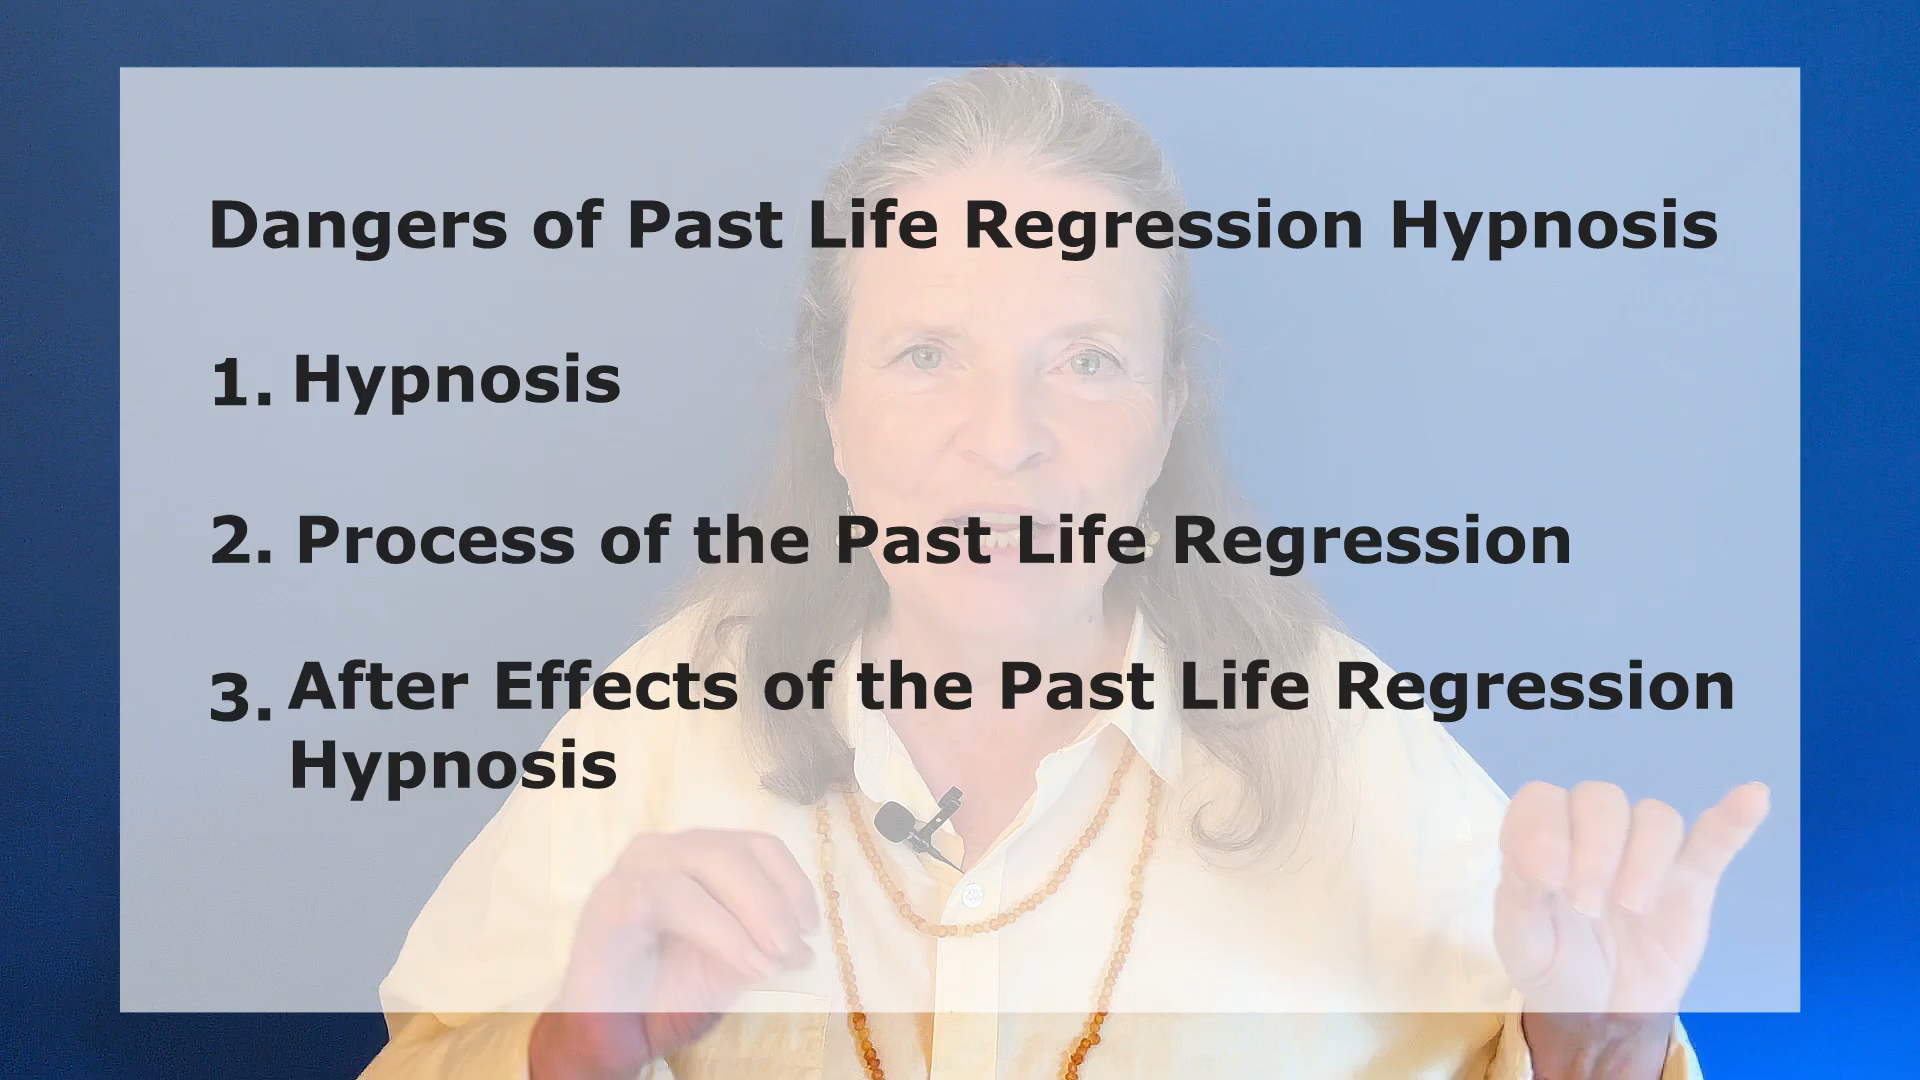 Dangers of Past Life Regression Hypnosis
1. Hypnosis
2. Process of the Past Life Regression
3. After Effects of the Past Life Regression
Hypnosis